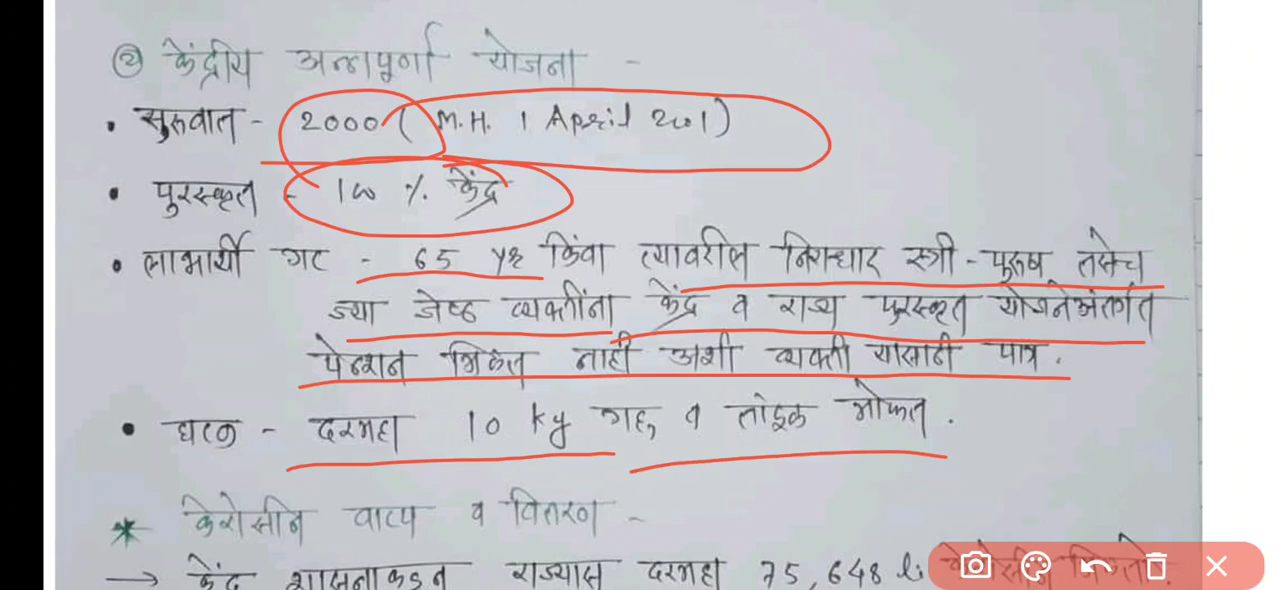 ② केंद्रीय अन्नपूर्णा योजना -
• सुरुवात - 2000 ( M.H. 1 April 2001)
• पुरस्कृत - 100 % केंद्र
• लाभार्थी गट - 65 yr किंवा त्यावरील निराधार स्त्री - पुरुष तसेच
ज्या जेष्ठ व्यक्तींना केंद्र व राज्य पुरस्कृत योजनेअंतर्गत
पेन्शन मिळत नाही अशी व्यक्ती यासाठी पात्र .
• घटक - दरमहा 10 kg गहू व तांदूळ मोफत .
* केरोसीन वाटप व वितरण -
→ केंद्र शासनाकडून राज्यास दरमहा 75,648 l.